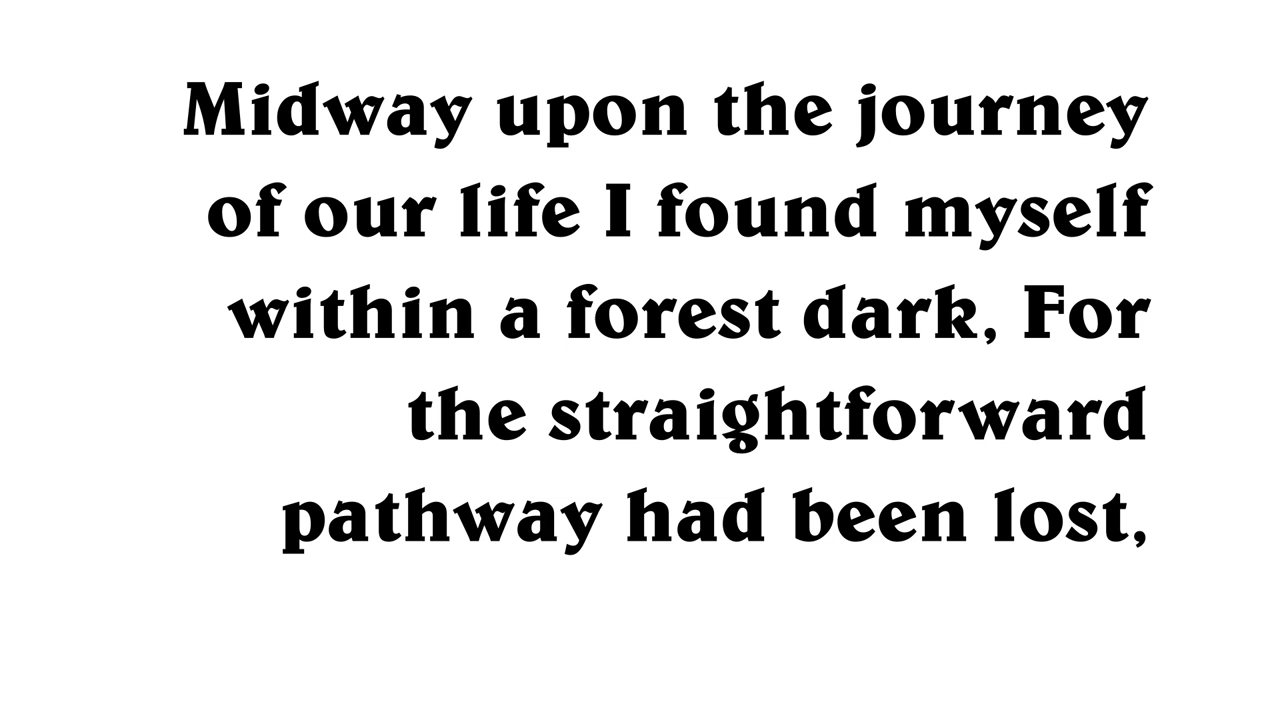 Midway upon the journey
of our life I found myself
within a forest dark, For
the straightforward
pathway had been lost,